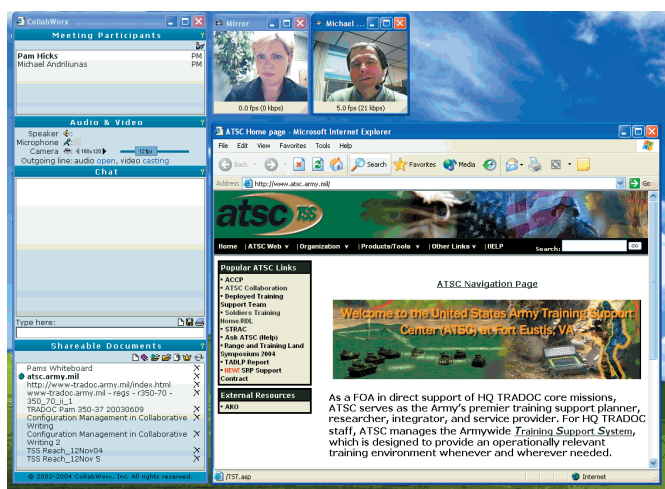 CollabWorx
Meeting Participants ?
Pam Hicks PM
Michael Andriliunas PM
Audio & Video ?
Speaker
Microphone
Camera 160x120 12 fps
Outgoing line: audio open, video casting
Chat ?
Type here:
Shareable Documents ?
Pams Whiteboard X
atsc.army.mil X
http://www-tradoc.army.mil/index.html X
www-tradoc.army.mil - regs - r350-70 - X
350_70_ii_1
TRADOC Pam 350-37 20030609 X
Configuration Management in Collaborative X
Writing
Configuration Management in Collaborative X
Writing 2
TSS Reach_12Nov04 X
TSS Reach_12Nov 5 X
© 2002-2004 CollabWorx, Inc. All rights reserved.
Mirror
0.0 fps (0 kbps)
Michael ...
5.0 fps (21 kbps)
ATSC Home page - Microsoft Internet Explorer
File Edit View Favorites Tools Help
Back Search Favorites Media
Address http://www.atsc.army.mil/ Go
atsc TSS
Home | ATSC Web | Organization | Products/Tools | Other Links | HELP Search: GO
Popular ATSC Links
• ACCP
• ATSC Collaboration
• Deployed Training
Support Team
• Soldiers Training
Home RDL
• STRAC
• Ask ATSC (Help)
• Range and Training Land
Symposium 2004
• TADLP Report
• NEW! SRP Support
Contract
External Resources
• AKO
ATSC Navigation Page
Welcome to the United States Army Training Support
Center (ATSC) at Fort Eustis, VA
As a FOA in direct support of HQ TRADOC core missions,
ATSC serves as the Army's premier training support planner,
researcher, integrator, and service provider. For HQ TRADOC
staff, ATSC manages the Armywide Training Support System,
which is designed to provide an operationally relevant
training environment whenever and wherever needed.
/TST.asp Internet